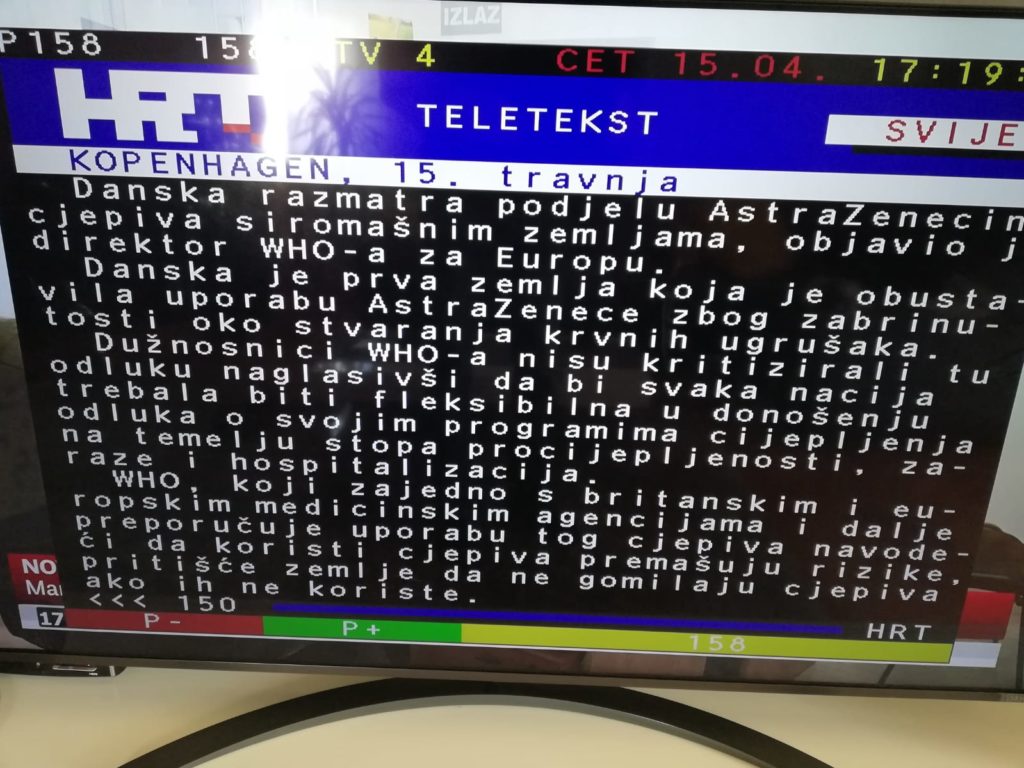 IZLAZ
P158 158 TV 4 CET 15.04. 17:19:
HRT TELETEKST SVIJE
KOPENHAGEN, 15. travnja
Danska razmatra podjelu AstraZenecin
cjepiva siromašnim zemljama, objavio j
direktor WHO-a za Europu.
Danska je prva zemlja koja je obusta-
vila uporabu AstraZenece zbog zabrinu-
tosti oko stvaranja krvnih ugrušaka.
Dužnosnici WHO-a nisu kritizirali tu
odluku naglasivši da bi svaka nacija
trebala biti fleksibilna u donošenju
odluka o svojim programima cijepljenja
na temelju stopa procijepljenosti, za-
raze i hospitalizacija.
WHO, koji zajedno s britanskim i eu-
ropskim medicinskim agencijama i dalje
preporučuje uporabu tog cjepiva navode-
ći da koristi cjepiva premašuju rizike,
pritišće zemlje da ne gomilaju cjepiva
ako ih ne koriste.
<<< 150
P- P+ 158 HRT
NO
Mar
17